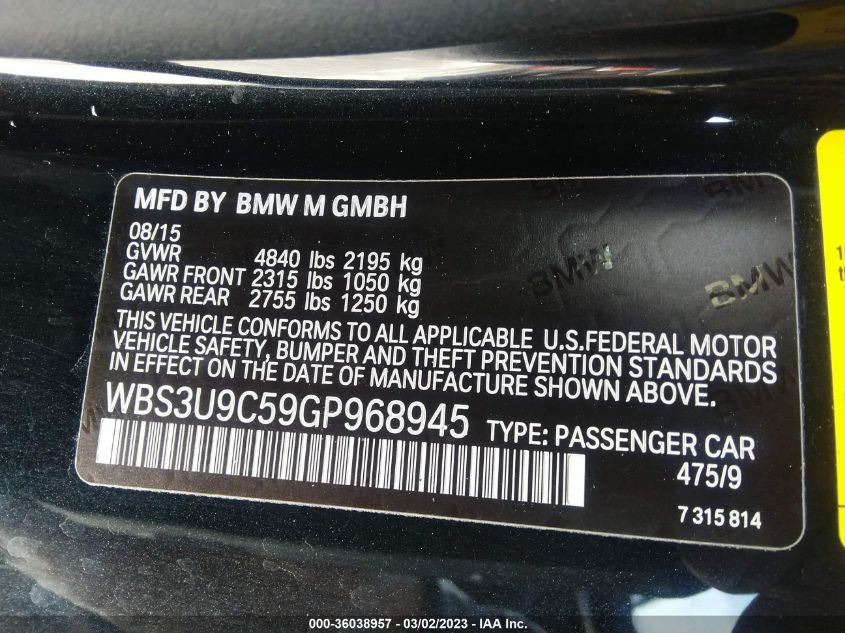 MFD BY BMW M GMBH
08/15
GVWR 4840 lbs 2195 kg
GAWR FRONT 2315 lbs 1050 kg
GAWR REAR 2755 lbs 1250 kg
THIS VEHICLE CONFORMS TO ALL APPLICABLE U.S.FEDERAL MOTOR
VEHICLE SAFETY, BUMPER AND THEFT PREVENTION STANDARDS
IN EFFECT ON THE DATE OF MANUFACTURE SHOWN ABOVE.
WBS3U9C59GP968945 TYPE: PASSENGER CAR
475/9
7 315 814
BMW
BMW
000-36038957 - 03/02/2023 - IAA Inc.